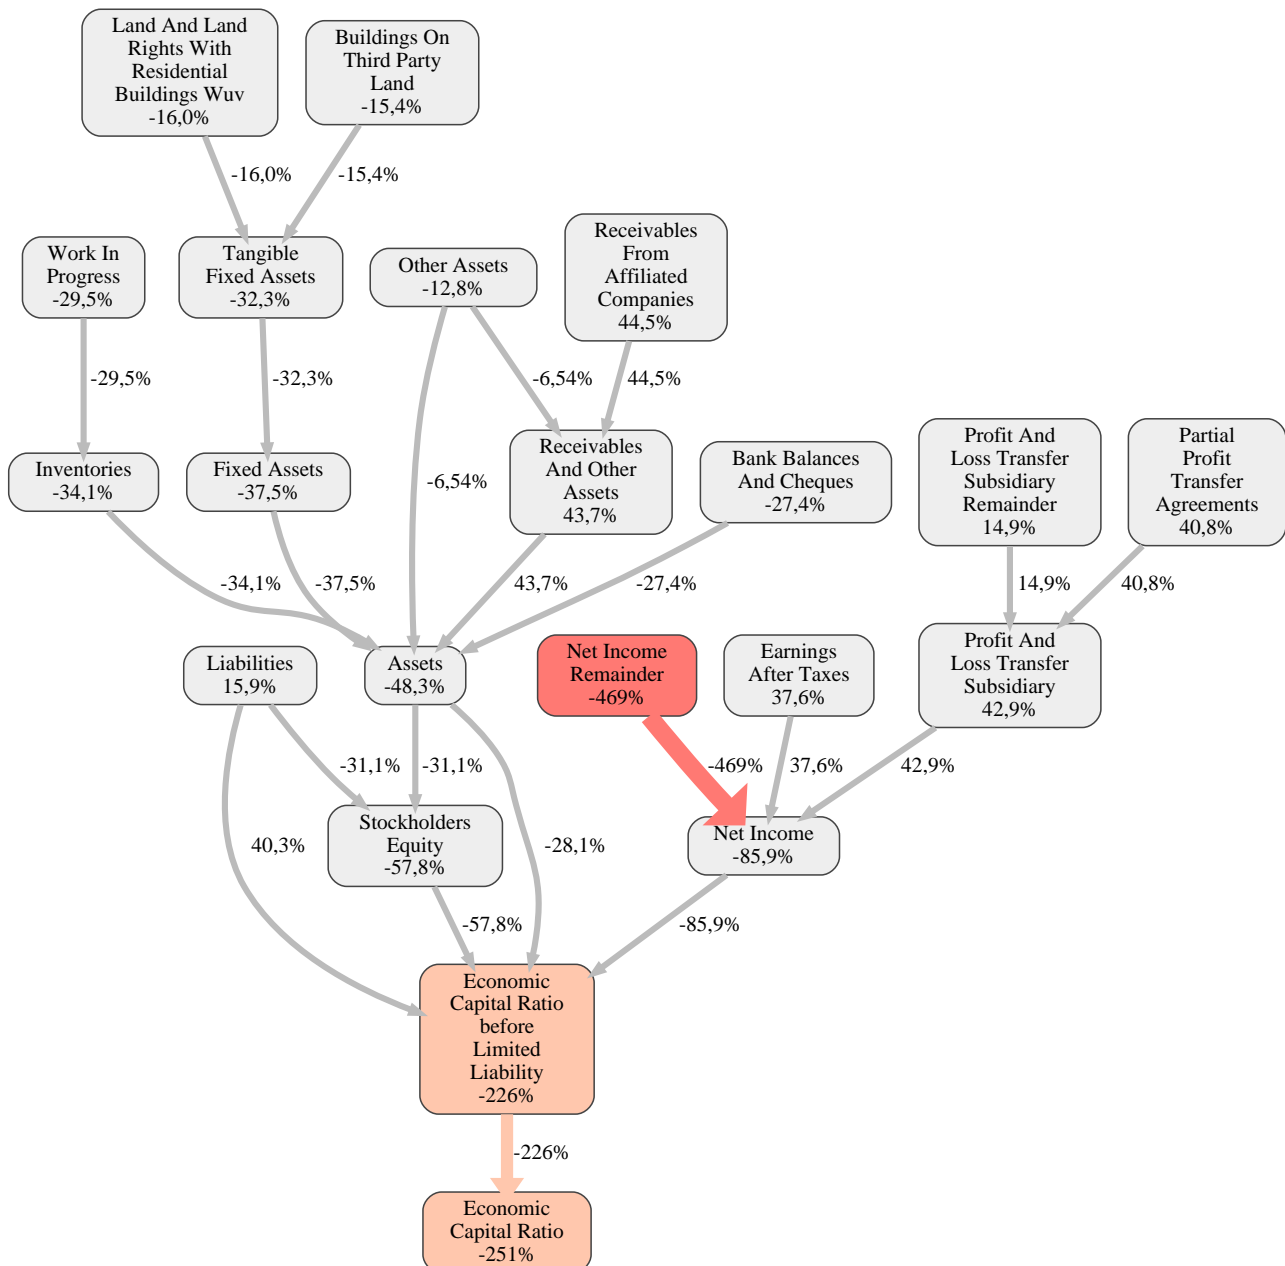 Land And Land
Rights With
Residential
Buildings Wuv
-16,0%
Buildings On
Third Party
Land
-15,4%
-16,0%
-15,4%
Work In
Progress
-29,5%
Tangible
Fixed Assets
-32,3%
Other Assets
-12,8%
Receivables
From
Affiliated
Companies
44,5%
-29,5%
-32,3%
-6,54%
44,5%
Inventories
-34,1%
Fixed Assets
-37,5%
-6,54%
Receivables
And Other
Assets
43,7%
Bank Balances
And Cheques
-27,4%
Profit And
Loss Transfer
Subsidiary
Remainder
14,9%
Partial
Profit
Transfer
Agreements
40,8%
-34,1%
-37,5%
43,7%
-27,4%
14,9%
40,8%
Liabilities
15,9%
Assets
-48,3%
Net Income
Remainder
-469%
Earnings
After Taxes
37,6%
Profit And
Loss Transfer
Subsidiary
42,9%
-31,1%
-31,1%
-469%
37,6%
42,9%
40,3%
Stockholders
Equity
-57,8%
-28,1%
Net Income
-85,9%
-57,8%
-85,9%
Economic
Capital Ratio
before
Limited
Liability
-226%
-226%
Economic
Capital Ratio
-251%